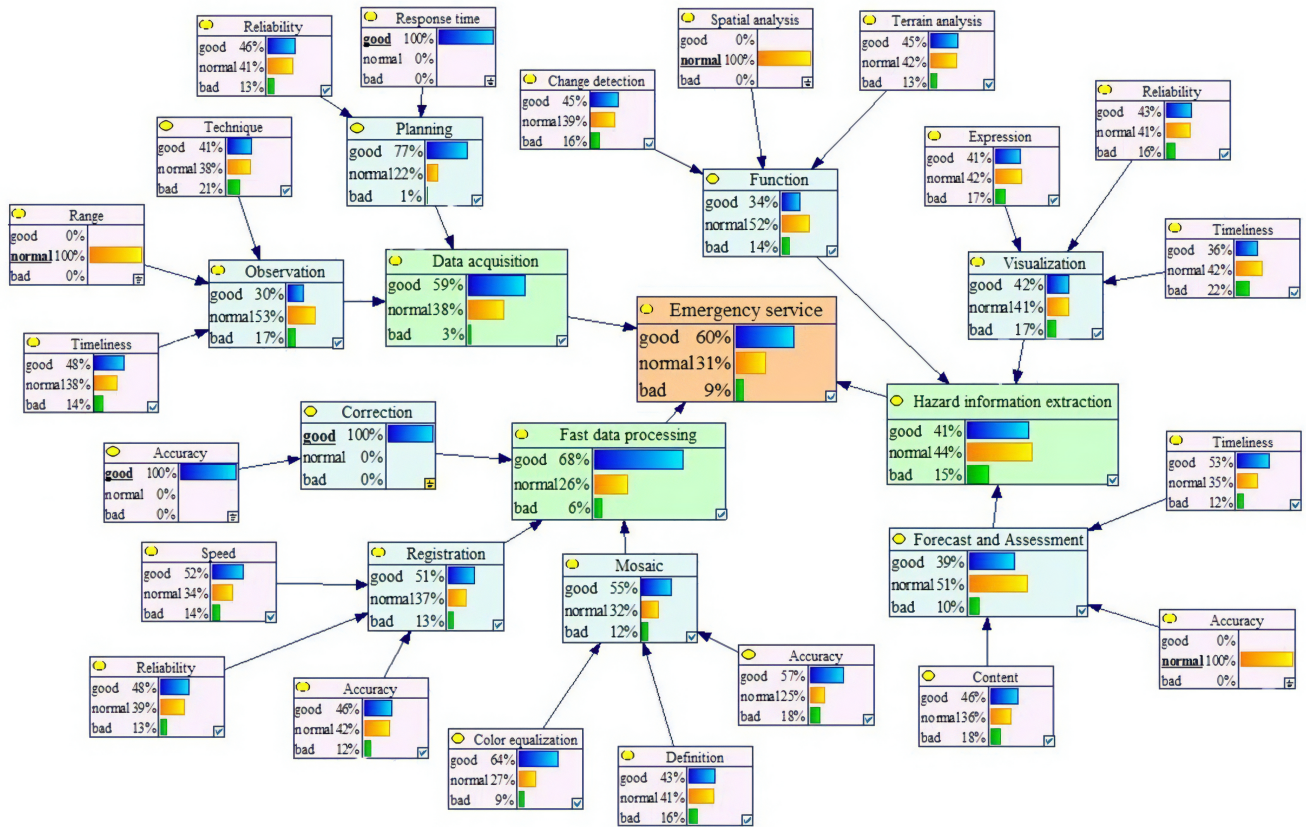 Reliability
good 46%
normal 41%
bad 13%
Response time
good 100%
normal 0%
bad 0%
Spatial analysis
good 0%
normal 100%
bad 0%
Terrain analysis
good 45%
normal 42%
bad 13%
Change detection
good 45%
normal 39%
bad 16%
Reliability
good 43%
normal 41%
bad 16%
Technique
good 41%
normal 38%
bad 21%
Planning
good 77%
normal 22%
bad 1%
Expression
good 41%
normal 42%
bad 17%
Function
good 34%
normal 52%
bad 14%
Range
good 0%
normal 100%
bad 0%
Timeliness
good 36%
normal 42%
bad 22%
Observation
good 30%
normal 53%
bad 17%
Data acquisition
good 59%
normal 38%
bad 3%
Visualization
good 42%
normal 41%
bad 17%
Emergency service
good 60%
normal 31%
bad 9%
Timeliness
good 48%
normal 38%
bad 14%
Hazard information extraction
good 41%
normal 44%
bad 15%
Correction
good 100%
normal 0%
bad 0%
Fast data processing
good 68%
normal 26%
bad 6%
Accuracy
good 100%
normal 0%
bad 0%
Timeliness
good 53%
normal 35%
bad 12%
Speed
good 52%
normal 34%
bad 14%
Registration
good 51%
normal 37%
bad 13%
Mosaic
good 55%
normal 32%
bad 12%
Forecast and Assessment
good 39%
normal 51%
bad 10%
Accuracy
good 0%
normal 100%
bad 0%
Reliability
good 48%
normal 39%
bad 13%
Accuracy
good 46%
normal 42%
bad 12%
Accuracy
good 57%
normal 25%
bad 18%
Content
good 46%
normal 36%
bad 18%
Color equalization
good 64%
normal 27%
bad 9%
Definition
good 43%
normal 41%
bad 16%